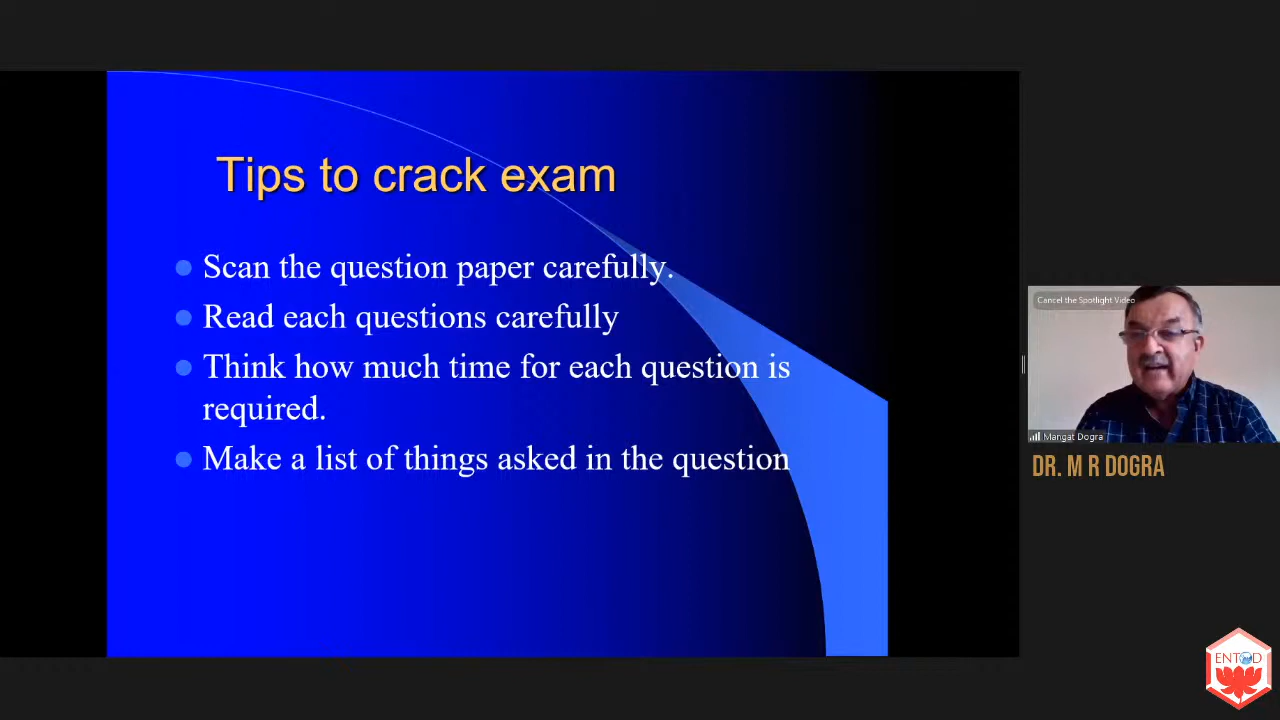 Tips to crack exam
Scan the question paper carefully.
Read each questions carefully
Think how much time for each question is
required.
Make a list of things asked in the question
Cancel the Spotlight Video
Mangat Dogra
DR. M R DOGRA
ENTOD